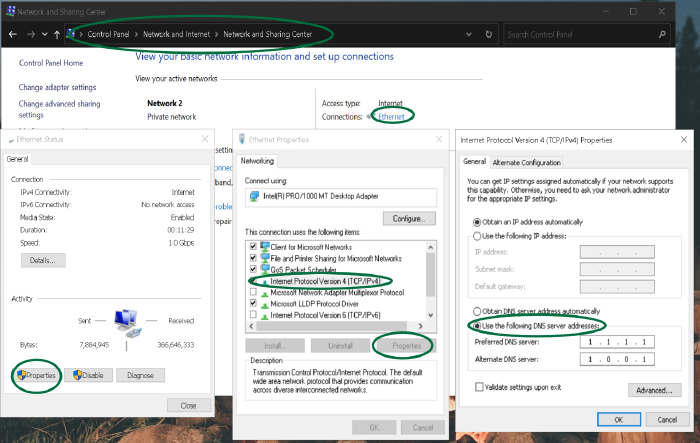 Network and Sharing Center
Control Panel > Network and Internet > Network and Sharing Center
Search Control Panel
Control Panel Home
Change adapter settings
Change advanced sharing
settings
View your basic network information and set up connections
View your active networks
Network 2
Private network
Access type: Internet
Connections: Ethernet
Ethernet Status
General
Connection
IPv4 Connectivity: Internet
IPv6 Connectivity: No network access
Media State: Enabled
Duration: 00:11:29
Speed: 1.0 Gbps
Details...
Activity
Sent Received
Bytes: 7,884,945 366,646,333
Properties
Disable
Diagnose
Close
Ethernet Properties
Networking
Connect using:
Intel(R) PRO/1000 MT Desktop Adapter
Configure...
This connection uses the following items:
Client for Microsoft Networks
File and Printer Sharing for Microsoft Networks
QoS Packet Scheduler
Internet Protocol Version 4 (TCP/IPv4)
Microsoft Network Adapter Multiplexor Protocol
Microsoft LLDP Protocol Driver
Internet Protocol Version 6 (TCP/IPv6)
Install...
Uninstall
Properties
Description
Transmission Control Protocol/Internet Protocol. The default
wide area network protocol that provides communication
across diverse interconnected networks.
OK
Cancel
Internet Protocol Version 4 (TCP/IPv4) Properties
General
Alternate Configuration
You can get IP settings assigned automatically if your network supports
this capability. Otherwise, you need to ask your network administrator
for the appropriate IP settings.
Obtain an IP address automatically
Use the following IP address:
IP address: . . .
Subnet mask: . . .
Default gateway: . . .
Obtain DNS server address automatically
Use the following DNS server addresses:
Preferred DNS server: 1 . 1 . 1 . 1
Alternate DNS server: 1 . 0 . 0 . 1
Validate settings upon exit
Advanced...
OK
Cancel